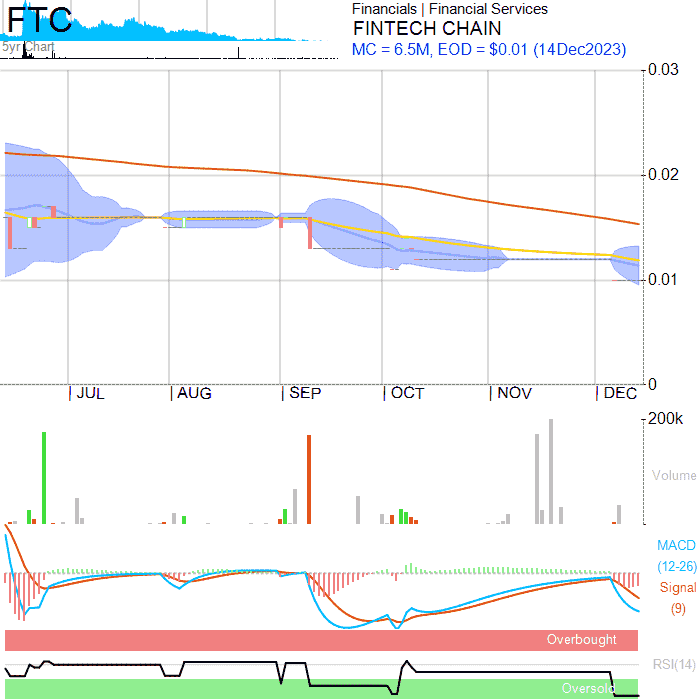 FTC
Financials | Financial Services
FINTECH CHAIN
5yr Chart
MC = 6.5M, EOD = $0.01 (14Dec2023)
0.03
0.02
0.01
0
JUL AUG SEP OCT NOV DEC
200k
Volume
MACD
(12-26)
Signal
(9)
Overbought
RSI(14)
Oversold